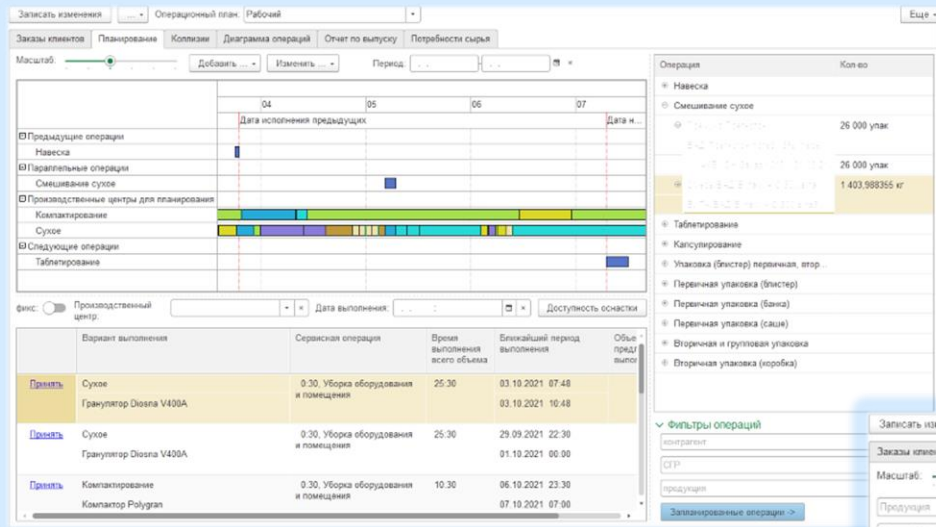 Записать изменения
...
Операционный план:
Рабочий
Еще
Заказы клиентов
Планирование
Коллизии
Диаграмма операций
Отчет по выпуску
Потребности сырья
Масштаб:
Добавить ...
Изменить ...
Период:
04
05
06
07
Дата исполнения предыдущих
Дата н...
Предыдущие операции
Навеска
Параллельные операции
Смешивание сухое
Производственные центры для планирования
Компактирование
Сухое
Следующие операции
Таблетирование
фикс:
Производственный
центр:
Дата выполнения:
Доступность оснастки
Вариант выполнения
Сервисная операция
Время
выполнения
всего объема
Ближайший период
выполнения
Объе
предг
выпол
Принять
Сухое
Гранулятор Diosna V400A
0:30, Уборка оборудования
и помещения
25:30
03.10.2021 07:48
03.10.2021 10:48
Принять
Сухое
Гранулятор Diosna V400A
0:30, Уборка оборудования
и помещения
25:30
29.09.2021 22:30
01.10.2021 00:00
Принять
Компактирование
Компактор Polygran
0:30, Уборка оборудования
и помещения
10:30
06.10.2021 23:30
07.10.2021 07:00
Операция
Кол-во
Навеска
Смешивание сухое
26 000 упак
26 000 упак
1 403,988355 кг
Таблетирование
Капсулирование
Упаковка (блистер) первичная, втор...
Первичная упаковка (блистер)
Первичная упаковка (банка)
Первичная упаковка (саше)
Вторичная и групповая упаковка
Вторичная упаковка (коробка)
Фильтры операций
контрагент
СГР
продукция
Запланированные операции ->
Записать изм
Заказы клиен
Масштаб:
Продукция